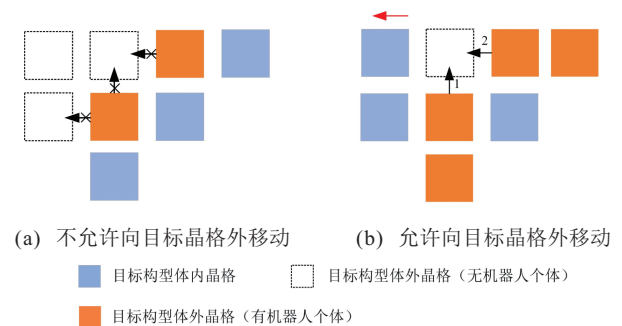 2
1
(a) 不允许向目标晶格外移动
(b) 允许向目标晶格外移动
目标构型体内晶格
目标构型体外晶格（无机器人个体）
目标构型体外晶格（有机器人个体）